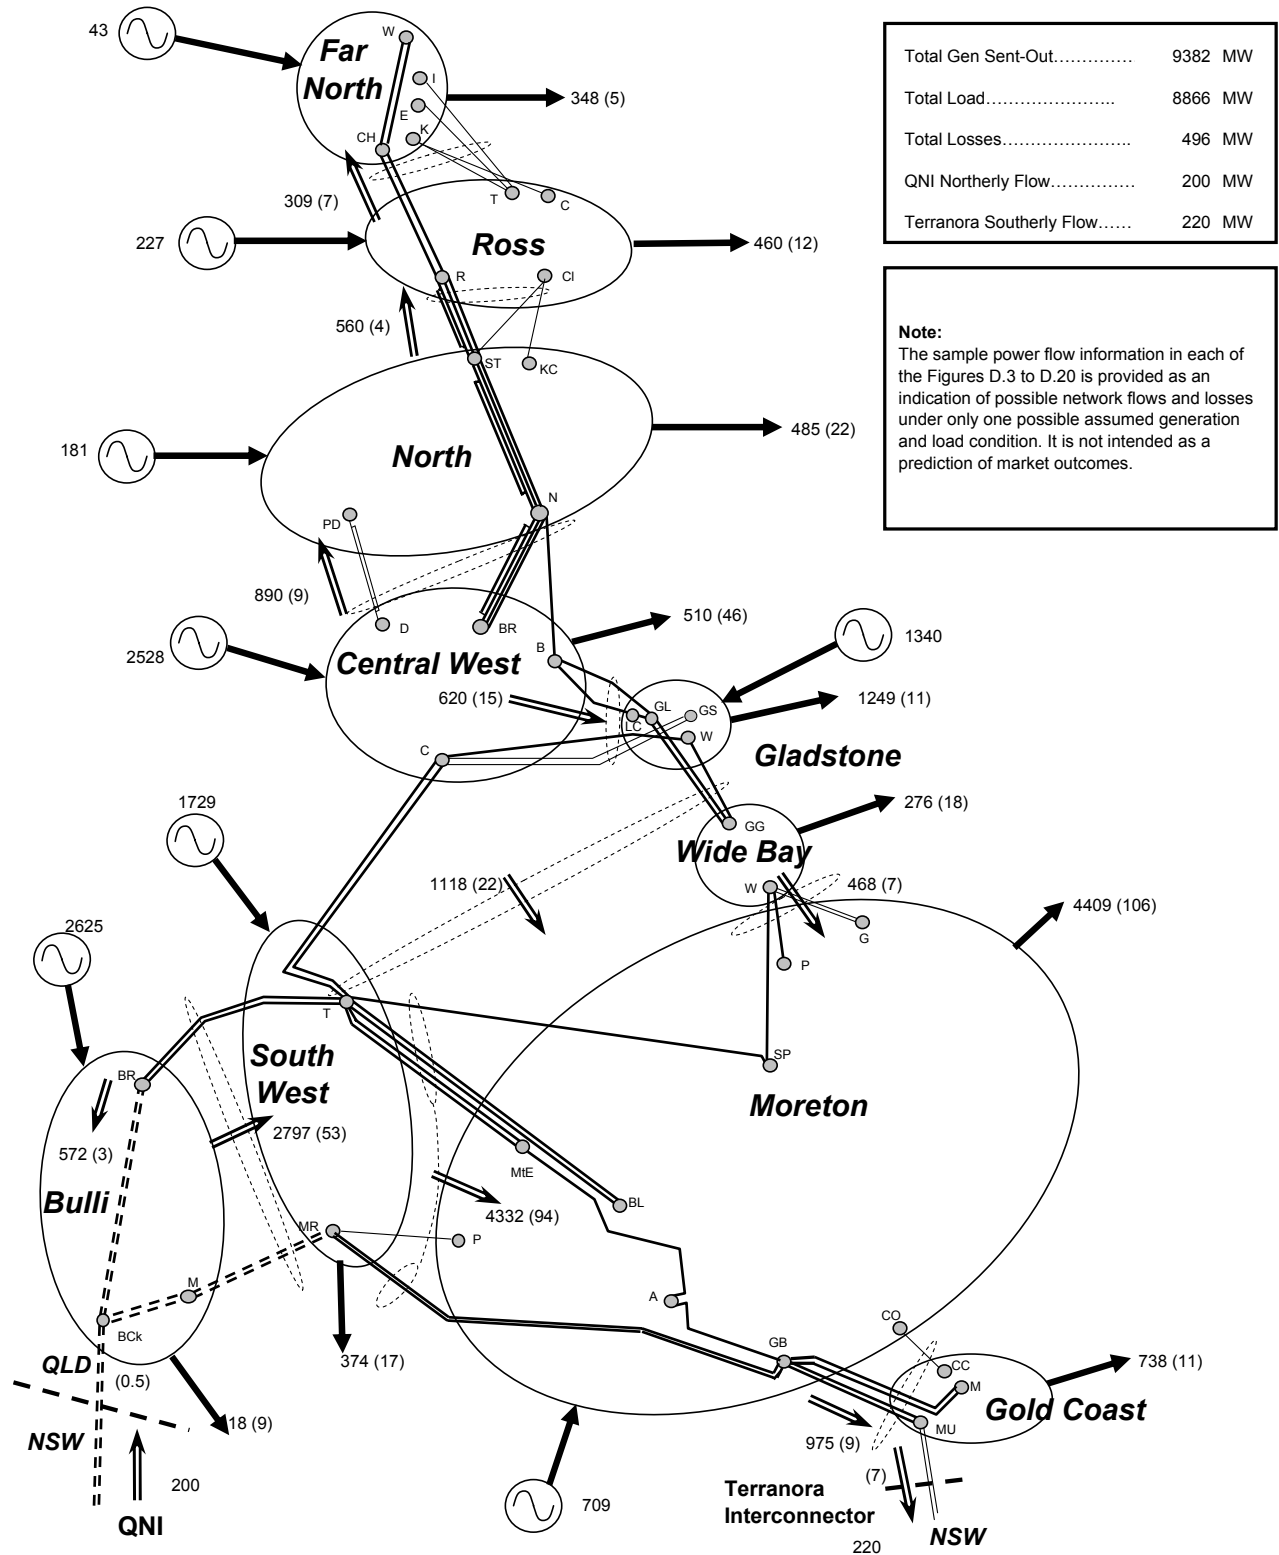 43
Far
North
W
I
E
K
CH
348 (5)
309 (7)
T
C
227
Ross
460 (12)
R
CI
560 (4)
ST
KC
181
North
485 (22)
PD
N
890 (9)
D
BR
510 (46)
2528
Central West
B
1340
620 (15)
LC
GL
GS
W
1249 (11)
C
Gladstone
1729
276 (18)
GG
Wide Bay
1118 (22)
W
468 (7)
G
P
4409 (106)
2625
T
SP
BR
South
West
Moreton
572 (3)
2797 (53)
MtE
Bulli
4332 (94)
BL
MR
P
M
A
BCk
CO
GB
CC
M
738 (11)
QLD
(0.5)
374 (17)
Gold Coast
18 (9)
MU
NSW
975 (9)
(7)
200
709
Terranora
Interconnector
QNI
NSW
220
Total Gen Sent-Out………….. 9382 MW
Total Load………………….. 8866 MW
Total Losses………………….. 496 MW
QNI Northerly Flow…………… 200 MW
Terranora Southerly Flow…… 220 MW
Note:
The sample power flow information in each of
the Figures D.3 to D.20 is provided as an
indication of possible network flows and losses
under only one possible assumed generation
and load condition. It is not intended as a
prediction of market outcomes.